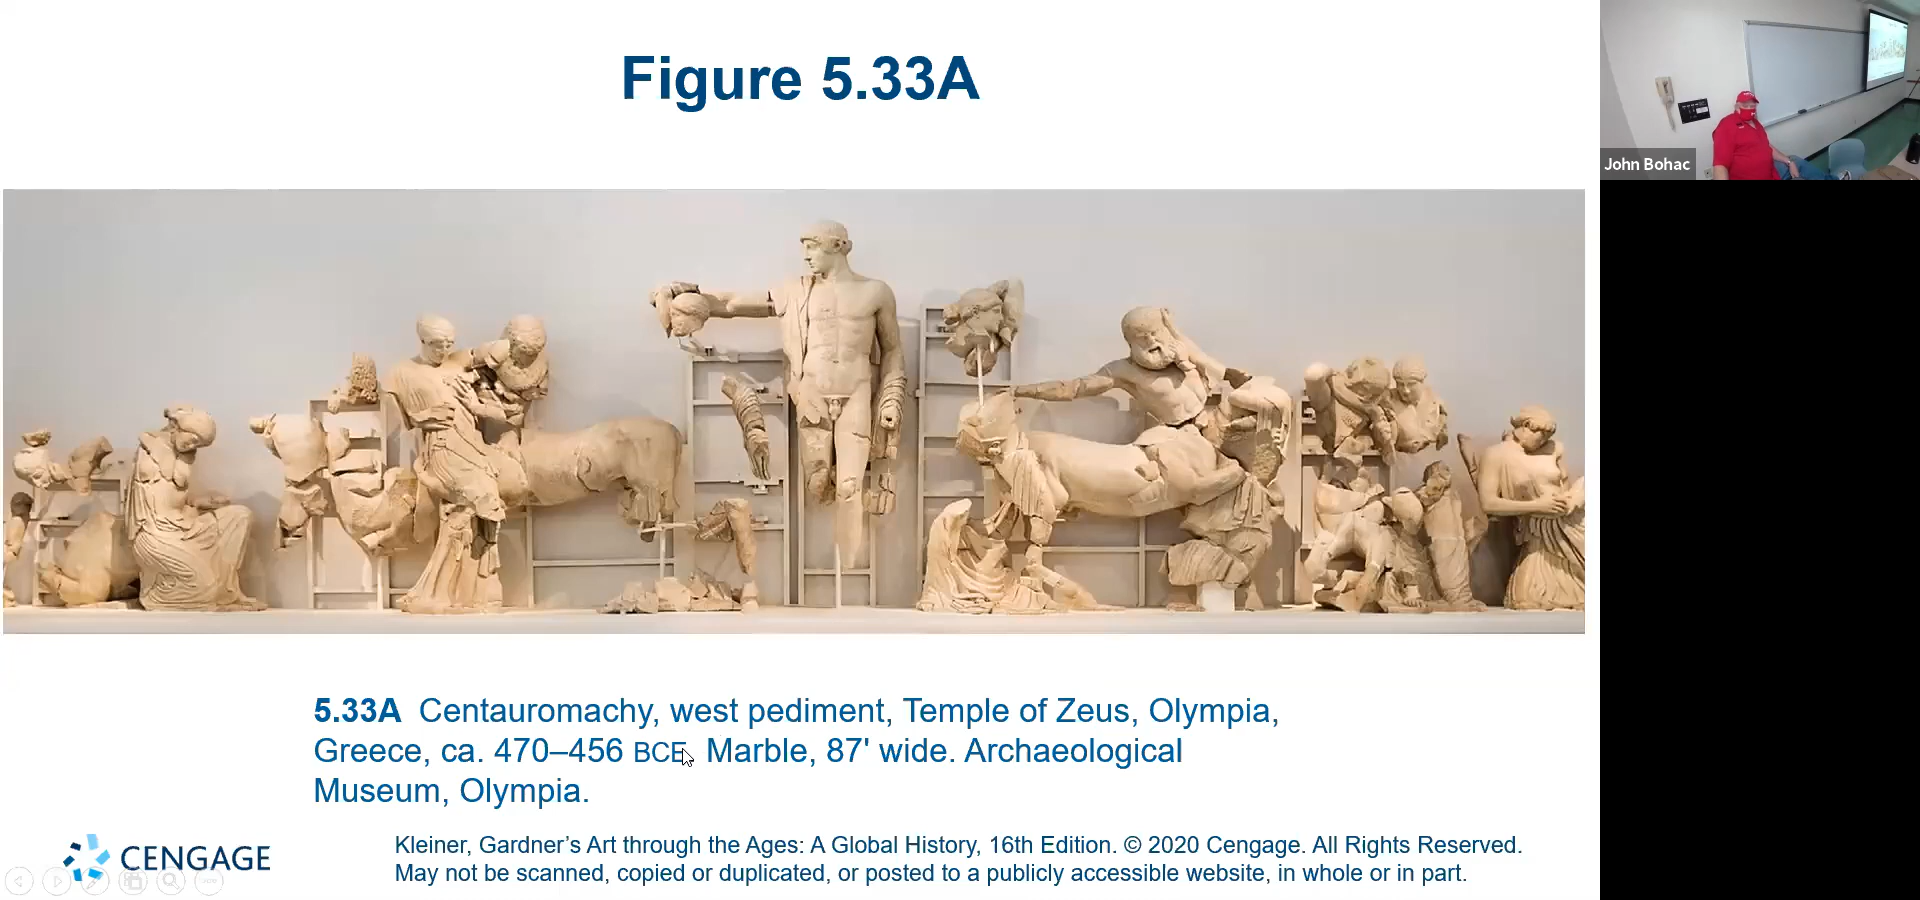 Figure 5.33A
John Bohac
5.33A Centauromachy, west pediment, Temple of Zeus, Olympia,
Greece, ca. 470–456 BCE. Marble, 87' wide. Archaeological
Museum, Olympia.
CENGAGE
Kleiner, Gardner’s Art through the Ages: A Global History, 16th Edition. © 2020 Cengage. All Rights Reserved.
May not be scanned, copied or duplicated, or posted to a publicly accessible website, in whole or in part.